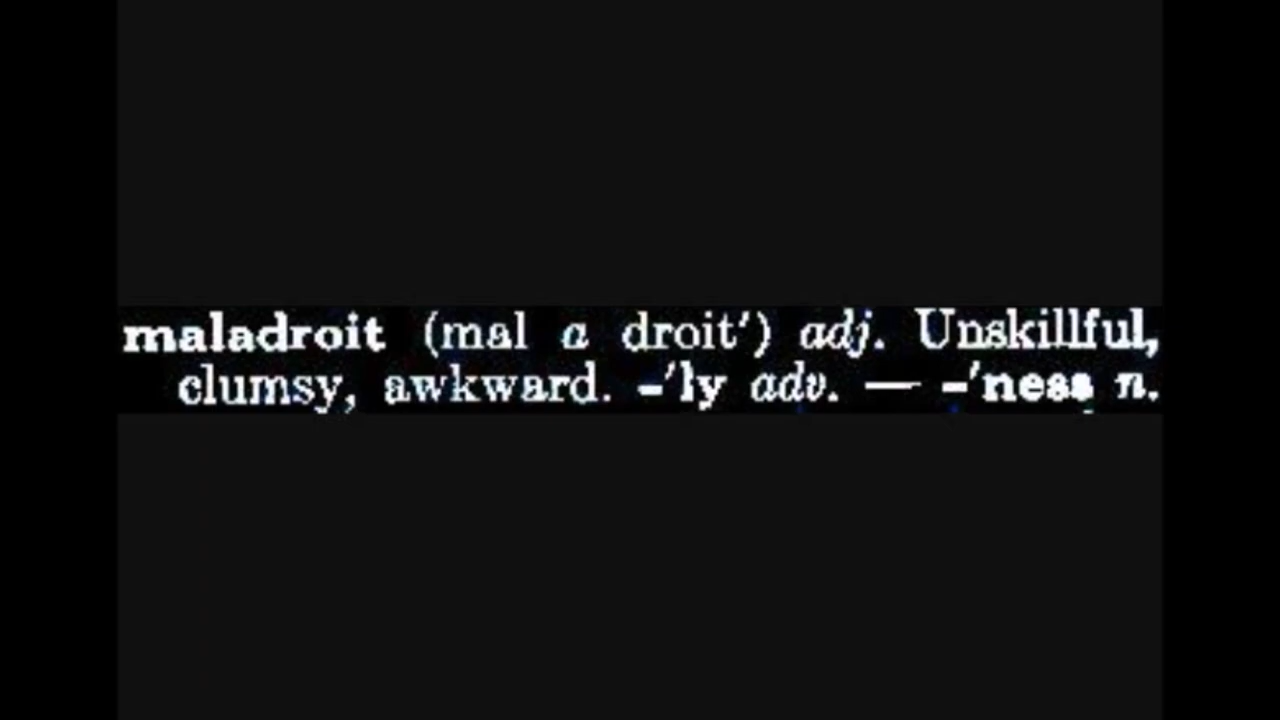 maladroit (mal a droit′) adj. Unskillful,
clumsy, awkward. -′ly adv. — -′ness n.